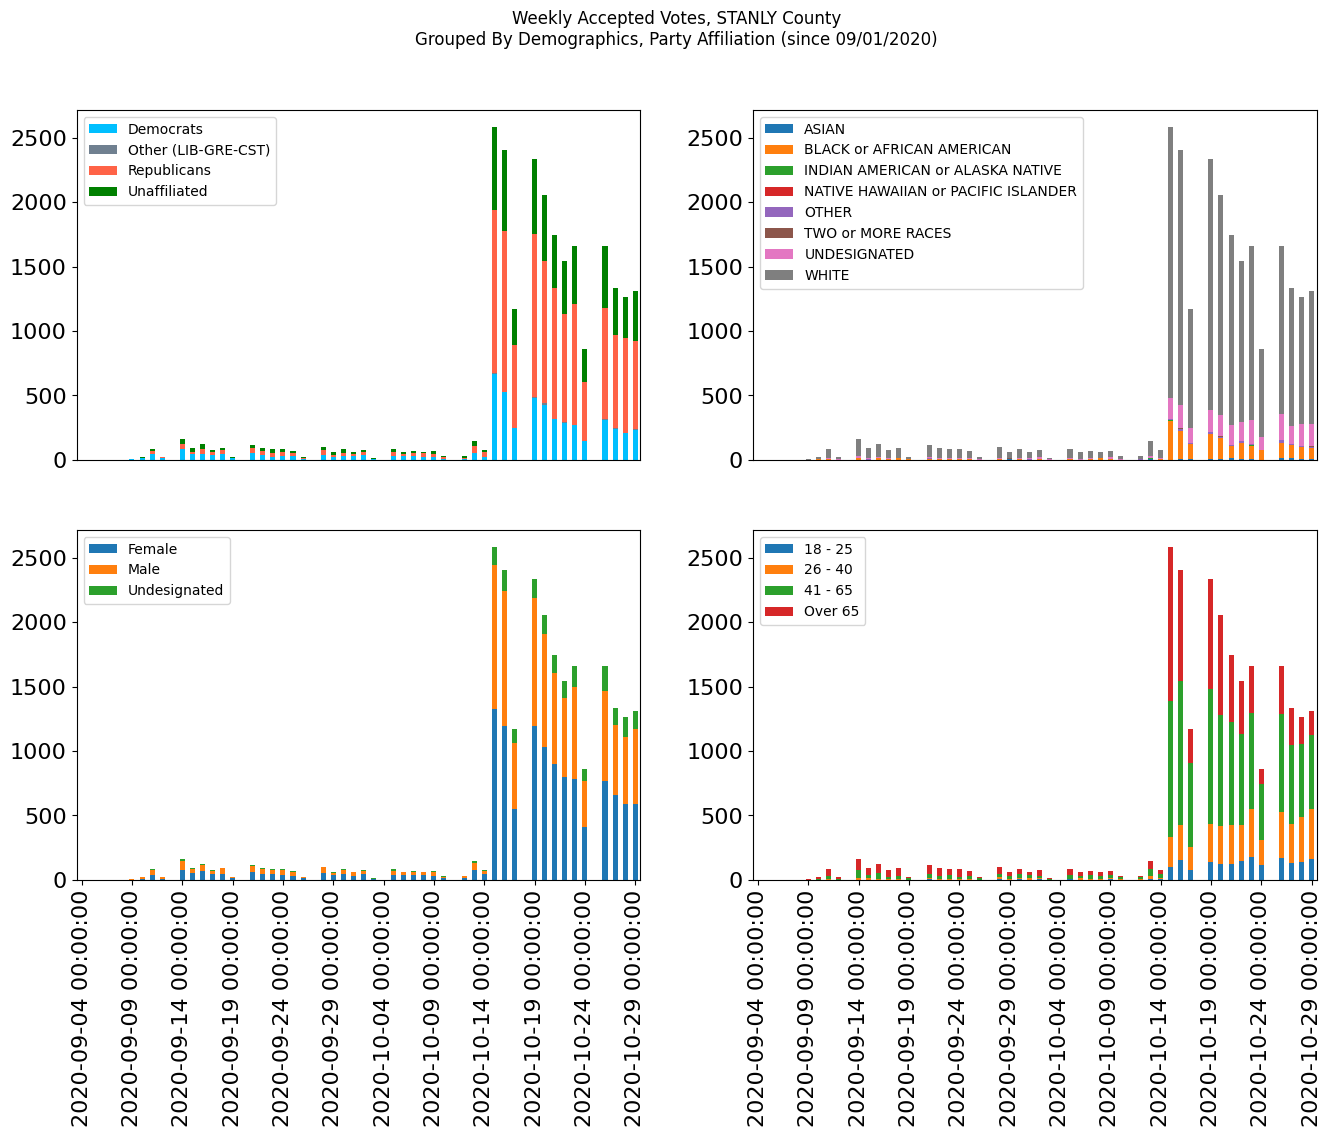 Weekly Accepted Votes, STANLY County
Grouped By Demographics, Party Affiliation (since 09/01/2020)
2500
2000
1500
1000
500
0
Democrats
Other (LIB-GRE-CST)
Republicans
Unaffiliated
2500
2000
1500
1000
500
0
ASIAN
BLACK or AFRICAN AMERICAN
INDIAN AMERICAN or ALASKA NATIVE
NATIVE HAWAIIAN or PACIFIC ISLANDER
OTHER
TWO or MORE RACES
UNDESIGNATED
WHITE
2500
2000
1500
1000
500
0
Female
Male
Undesignated
2020-09-04 00:00:00
2020-09-09 00:00:00
2020-09-14 00:00:00
2020-09-19 00:00:00
2020-09-24 00:00:00
2020-09-29 00:00:00
2020-10-04 00:00:00
2020-10-09 00:00:00
2020-10-14 00:00:00
2020-10-19 00:00:00
2020-10-24 00:00:00
2020-10-29 00:00:00
2500
2000
1500
1000
500
0
18 - 25
26 - 40
41 - 65
Over 65
2020-09-04 00:00:00
2020-09-09 00:00:00
2020-09-14 00:00:00
2020-09-19 00:00:00
2020-09-24 00:00:00
2020-09-29 00:00:00
2020-10-04 00:00:00
2020-10-09 00:00:00
2020-10-14 00:00:00
2020-10-19 00:00:00
2020-10-24 00:00:00
2020-10-29 00:00:00